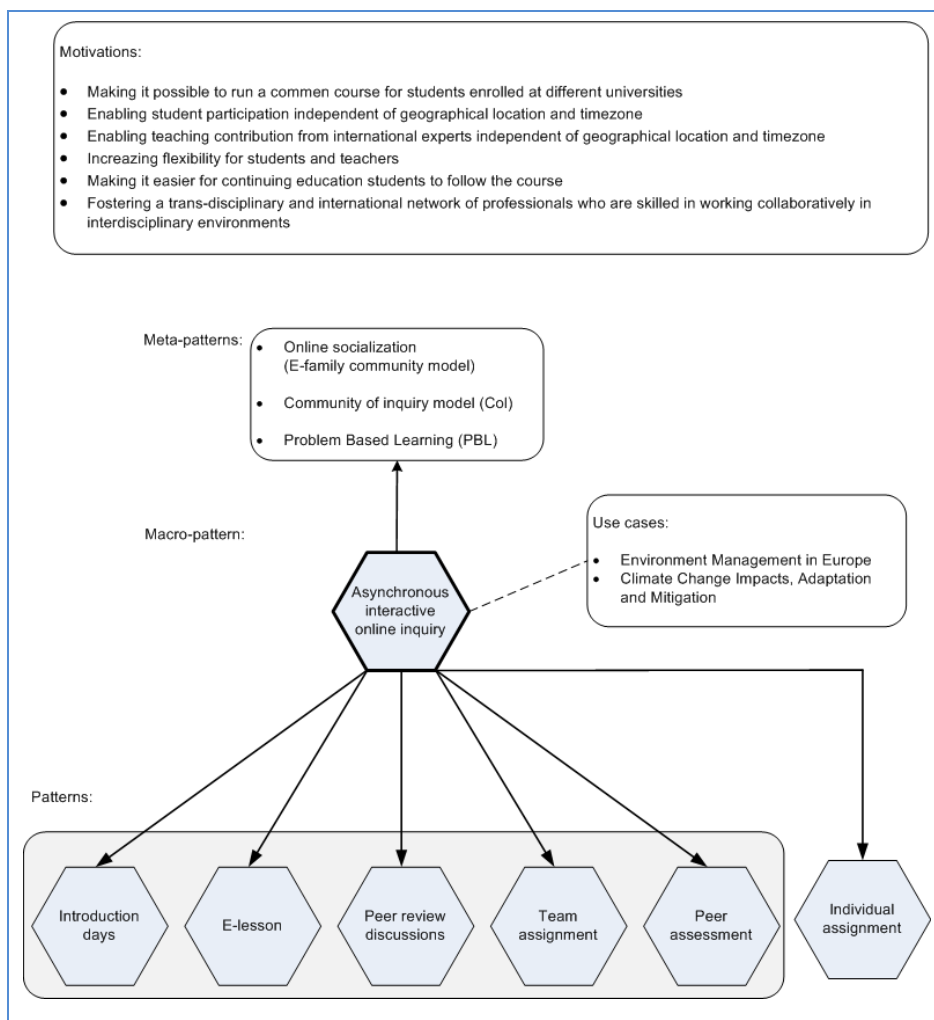 Motivations:
● Making it possible to run a commen course for students enrolled at different universities
● Enabling student participation independent of geographical location and timezone
● Enabling teaching contribution from international experts independent of geographical location and timezone
● Increazing flexibility for students and teachers
● Making it easier for continuing education students to follow the course
● Fostering a trans-disciplinary and international network of professionals who are skilled in working collaboratively in
interdisciplinary environments
Meta-patterns:
● Online socialization
(E-family community model)
● Community of inquiry model (CoI)
● Problem Based Learning (PBL)
Macro-pattern:
Asynchronous
interactive
online inquiry
Use cases:
● Environment Management in Europe
● Climate Change Impacts, Adaptation
and Mitigation
Patterns:
Introduction
days
E-lesson
Peer review
discussions
Team
assignment
Peer
assessment
Individual
assignment